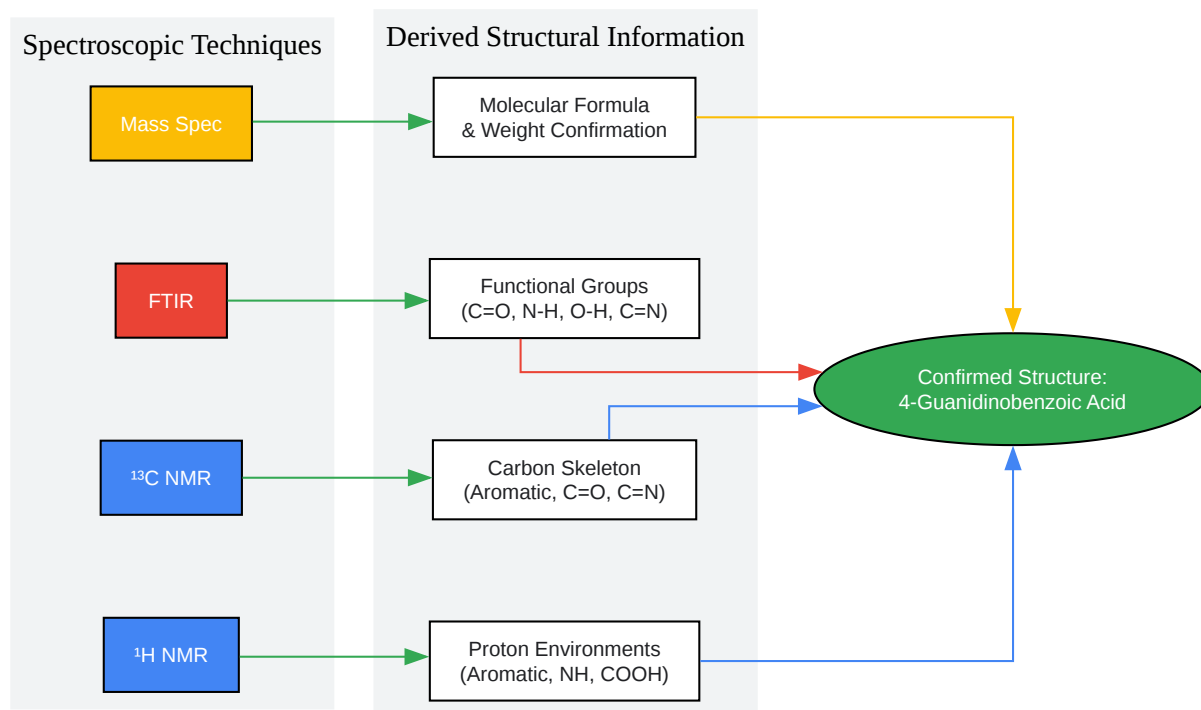 Spectroscopic Techniques
Derived Structural Information
Mass Spec
Molecular Formula
& Weight Confirmation
FTIR
Functional Groups
(C=O, N-H, O-H, C=N)
Confirmed Structure:
4-Guanidinobenzoic Acid
¹³C NMR
Carbon Skeleton
(Aromatic, C=O, C=N)
¹H NMR
Proton Environments
(Aromatic, NH, COOH)